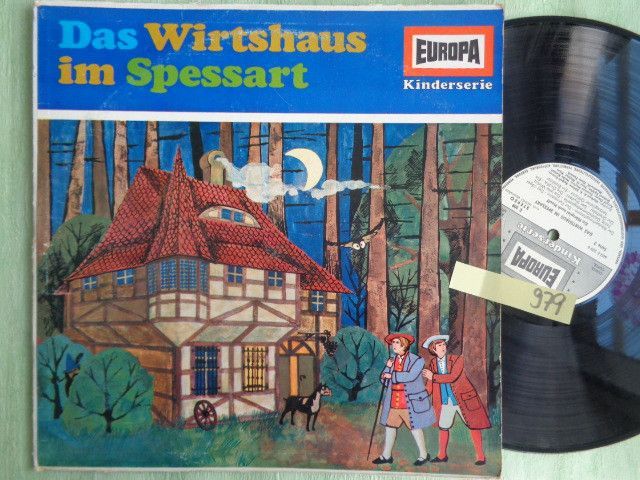 Das Wirtshaus
im Spessart
EUROPA
Kinderserie
979
EUROPA
Kinderserie